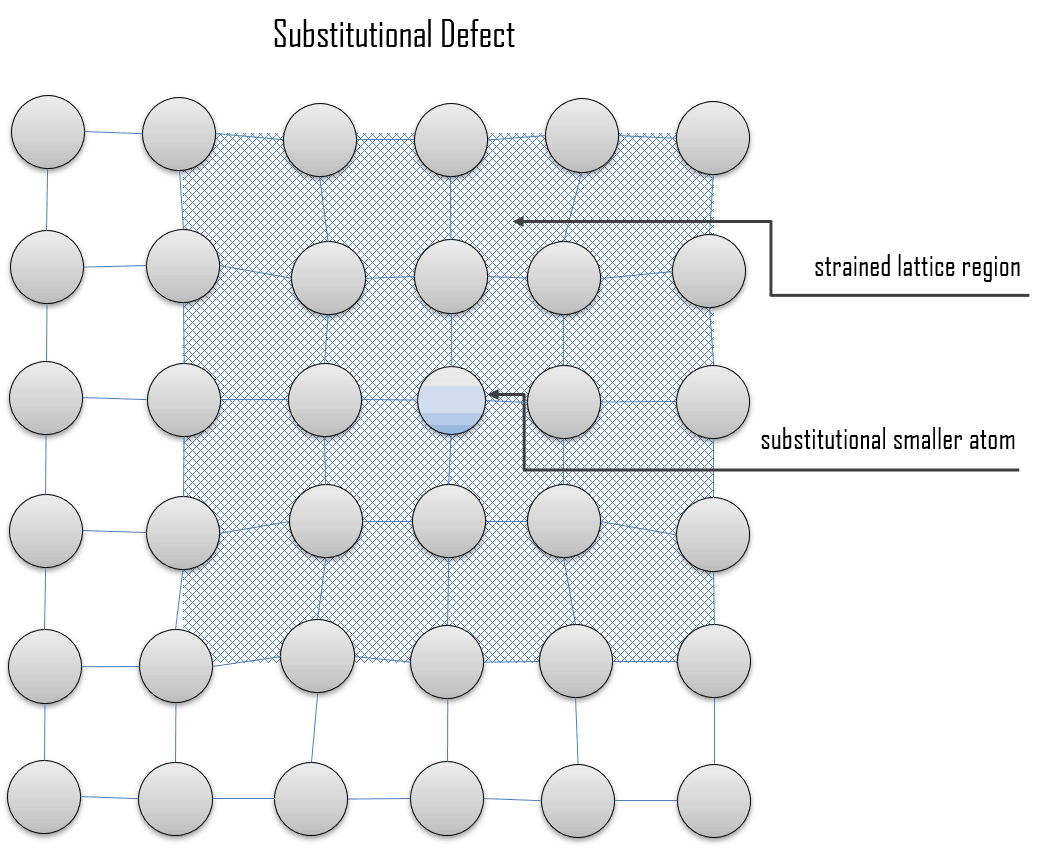 Substitutional Defect
strained lattice region
substitutional smaller atom